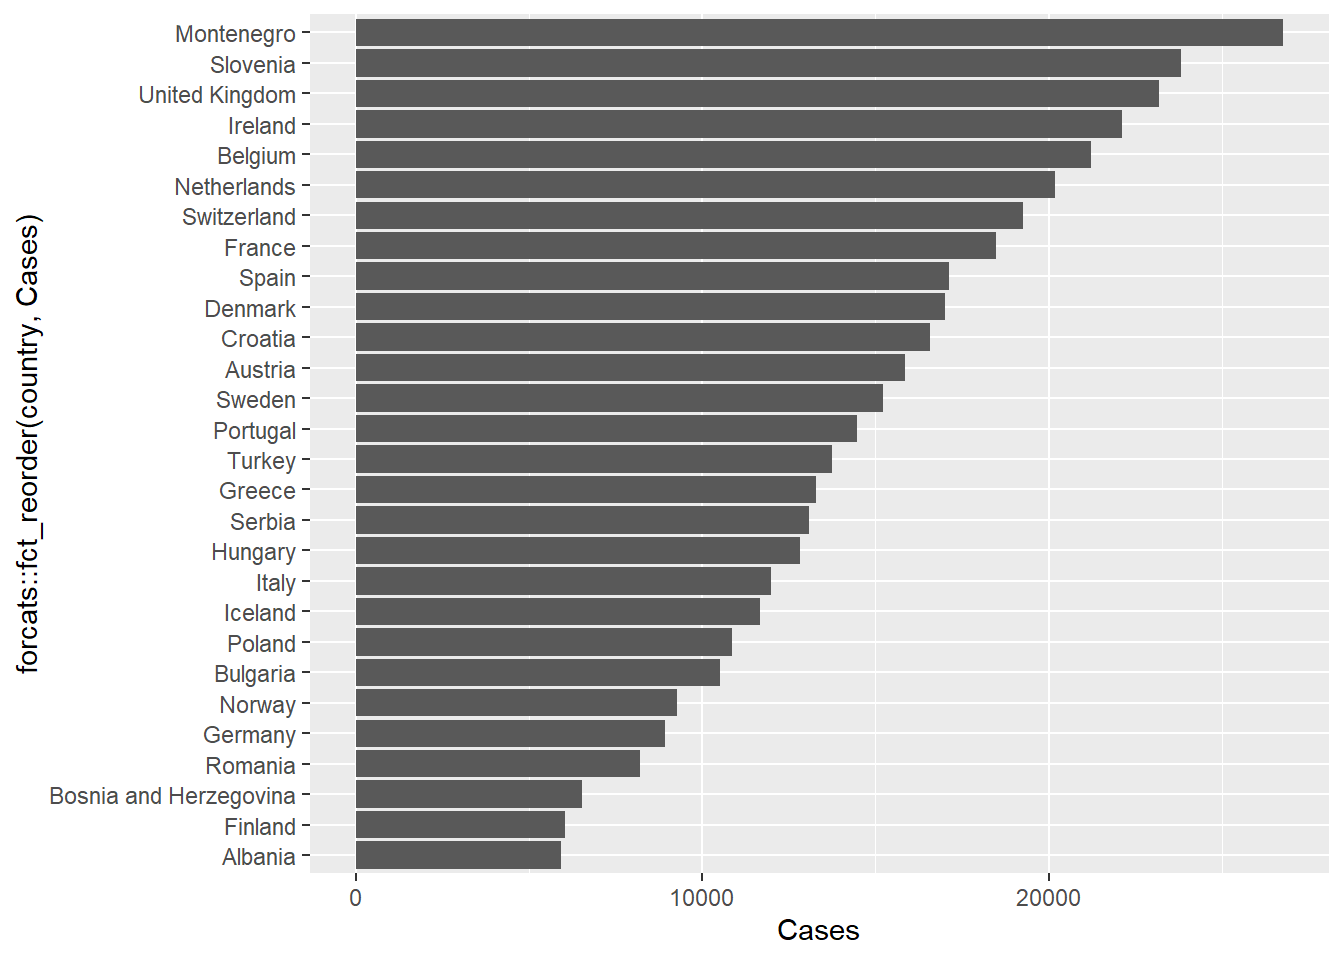 forcats::fct_reorder(country, Cases)
Montenegro
Slovenia
United Kingdom
Ireland
Belgium
Netherlands
Switzerland
France
Spain
Denmark
Croatia
Austria
Sweden
Portugal
Turkey
Greece
Serbia
Hungary
Italy
Iceland
Poland
Bulgaria
Norway
Germany
Romania
Bosnia and Herzegovina
Finland
Albania
0 10000 20000
Cases